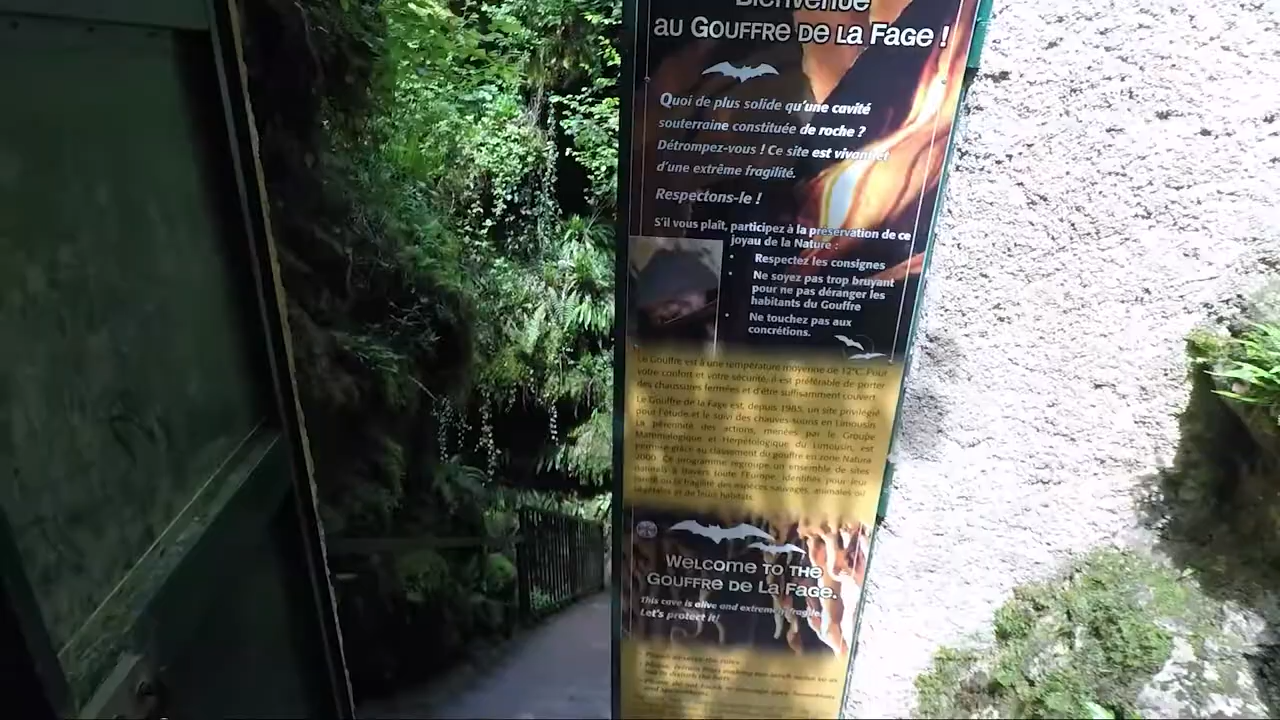 Bienvenue
au Gouffre de la Fage !
Quoi de plus solide qu'une cavité
souterraine constituée de roche ?
Détrompez-vous ! Ce site est vivant et
d'une extrême fragilité.
Respectons-le !
S'il vous plaît, participez à la préservation de ce
joyau de la Nature :
• Respectez les consignes
• Ne soyez pas trop bruyant
pour ne pas déranger les
habitants du Gouffre
• Ne touchez pas aux
concrétions.
Le Gouffre est à une température moyenne de 12°C. Pour
votre confort et votre sécurité, il est préférable de porter
des chaussures fermées et d'être suffisamment couvert.
Le Gouffre de la Fage est, depuis 1985, un site privilégié
pour l'étude et le suivi des chauves-souris en Limousin.
La pérennité des actions, menées par le Groupe
Mammalogique et Herpétologique du Limousin, est
permise grâce au classement du gouffre en zone Natura
2000. Ce programme regroupe un ensemble de sites
naturels à travers toute l'Europe, identifiés pour leur
rareté ou la fragilité des espèces sauvages, animales ou
végétales et de leurs habitats.
Welcome to the
Gouffre de La Fage.
This cave is alive and extremely fragile.
Let's protect it!